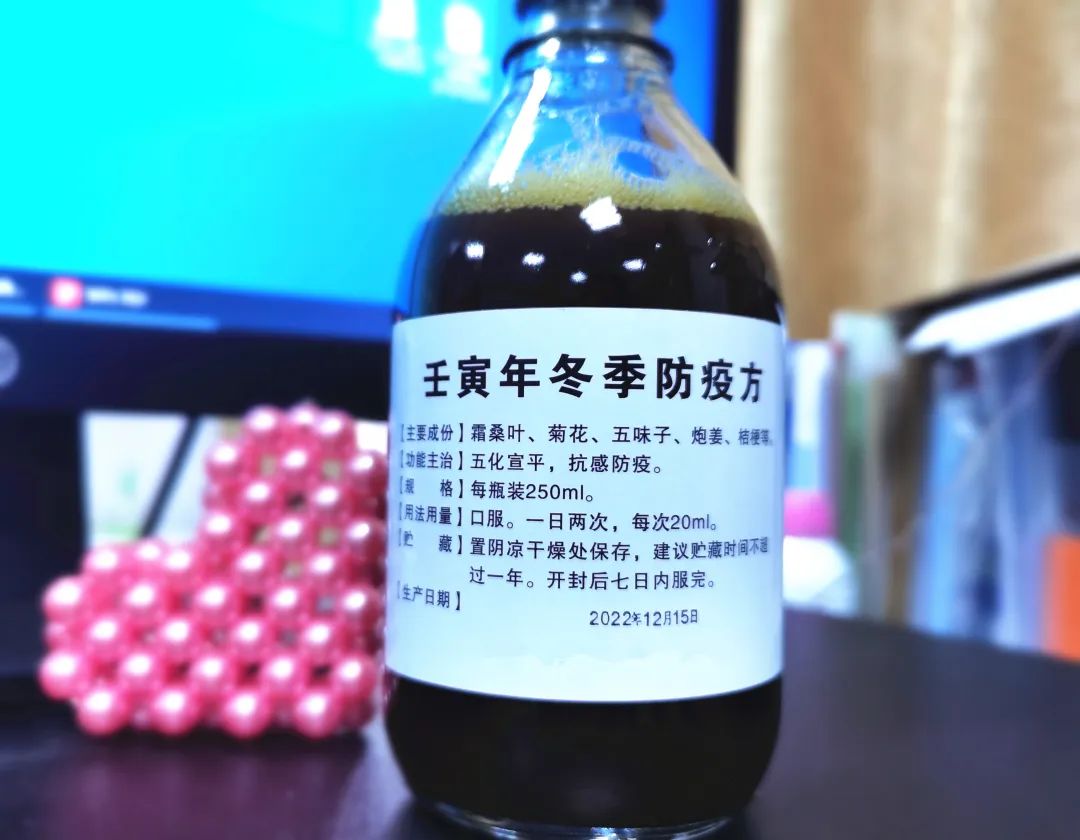 壬寅年冬季防疫方
【主要成份】霜桑叶、菊花、五味子、炮姜、桔梗等。
【功能主治】五化宣平，抗感防疫。
【规 格】每瓶装250ml。
【用法用量】口服。一日两次，每次20ml。
【贮 藏】置阴凉干燥处保存，建议贮藏时间不超
过一年。开封后七日内服完。
【生产日期】
2022年12月15日